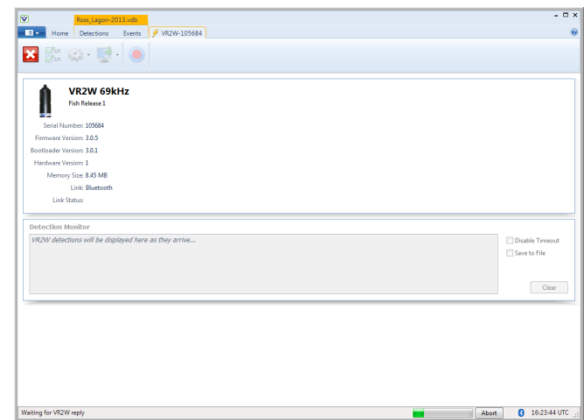 Ross_Lagon-2013.vdb
Home Detections Events VR2W-105684
VR2W 69kHz
Fish Release 1
Serial Number: 105684
Firmware Version: 3.0.5
Bootloader Version: 3.0.1
Hardware Version: 1
Memory Size: 8.45 MB
Link: Bluetooth
Link Status:
Detection Monitor
VR2W detections will be displayed here as they arrive...
Disable Timeout
Save to File
Clear
Waiting for VR2W reply
Abort
16:23:44 UTC